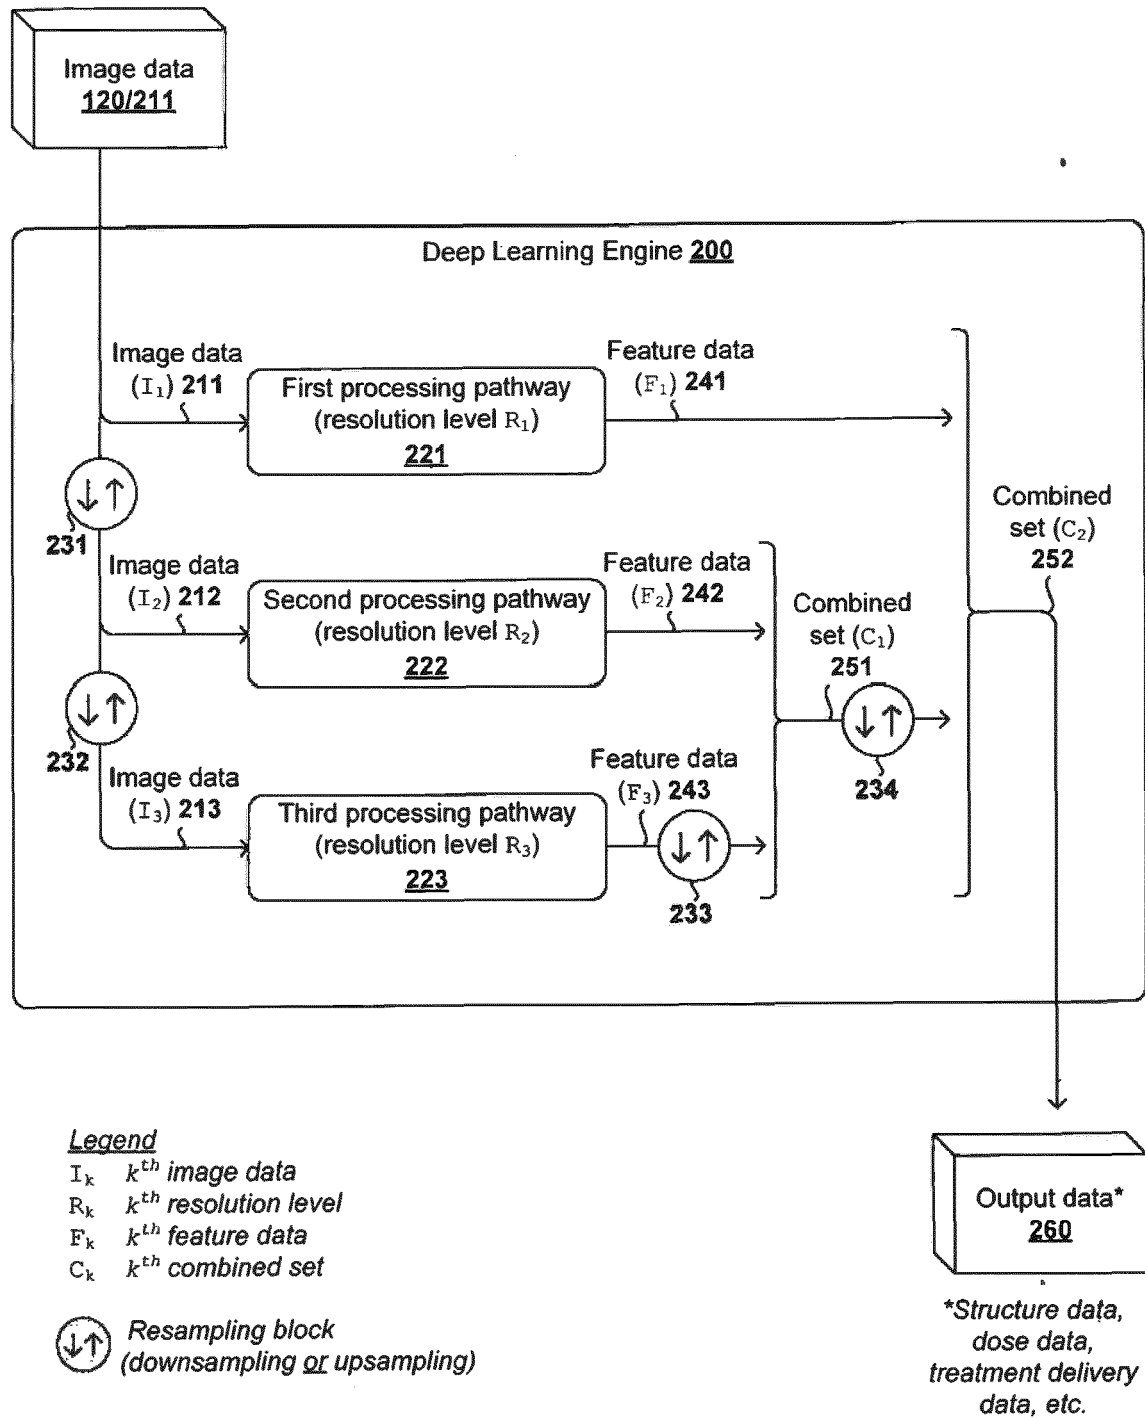 Image data
120/211
Deep Learning Engine 200
Image data
(I₁) 211
First processing pathway
(resolution level R₁)
221
Feature data
(F₁) 241
231
Image data
(I₂) 212
Second processing pathway
(resolution level R₂)
222
Feature data
(F₂) 242
Combined
set (C₁)
251
Combined
set (C₂)
252
232
Image data
(I₃) 213
Third processing pathway
(resolution level R₃)
223
Feature data
(F₃) 243
233
234
Legend
Iₖ kᵗʰ image data
Rₖ kᵗʰ resolution level
Fₖ kᵗʰ feature data
Cₖ kᵗʰ combined set
Resampling block
(downsampling or upsampling)
Output data*
260
*Structure data,
dose data,
treatment delivery
data, etc.